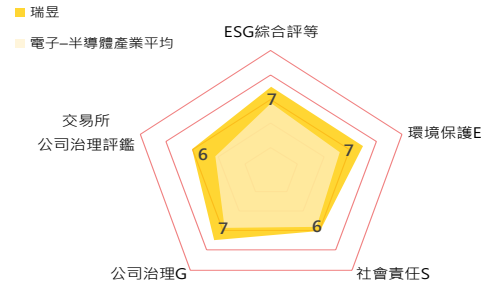 瑞昱
電子–半導體產業平均
ESG綜合評等
7
交易所
公司治理評鑑
6
7
環境保護E
7
6
公司治理G
社會責任S